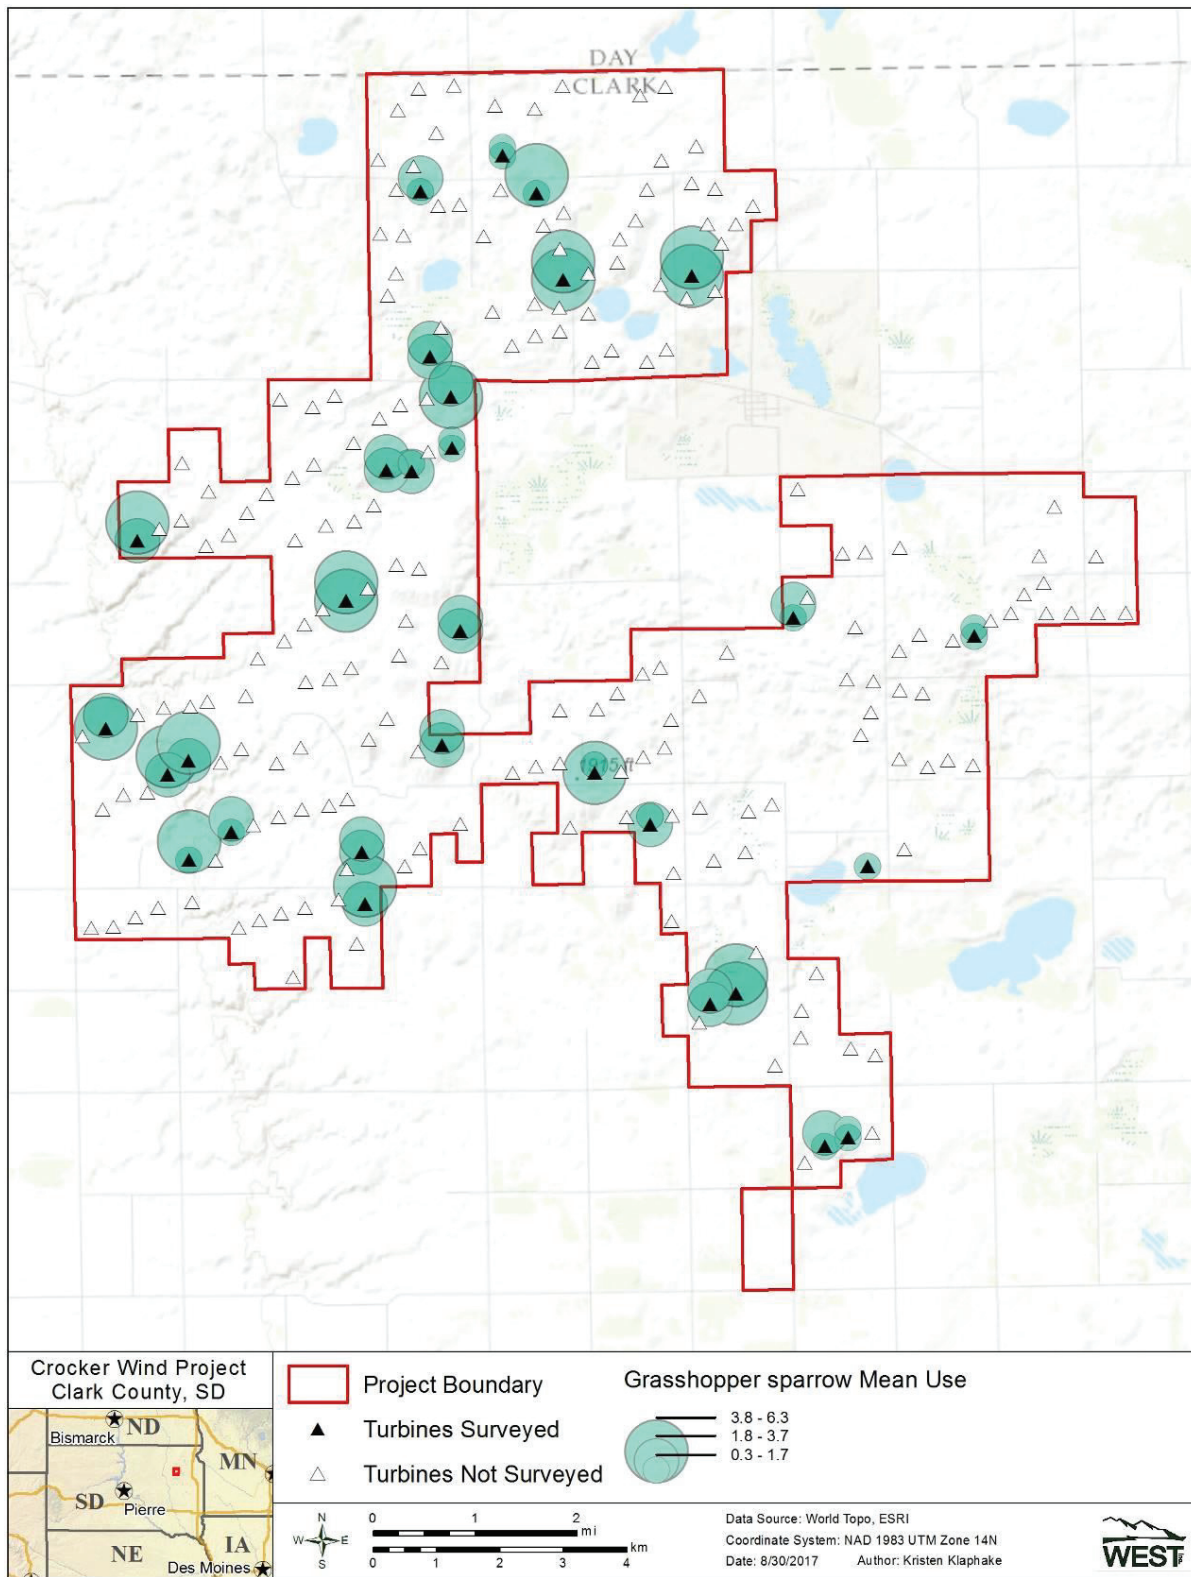 DAY
CLARK
1915 ft
Crocker Wind Project
Clark County, SD
ND
Bismarck
MN
SD
Pierre
NE
IA
Des Moines
Project Boundary
Turbines Surveyed
Turbines Not Surveyed
Grasshopper sparrow Mean Use
3.8 - 6.3
1.8 - 3.7
0.3 - 1.7
N
W
E
S
0 1 2
mi
0 1 2 3 4
km
Data Source: World Topo, ESRI
Coordinate System: NAD 1983 UTM Zone 14N
Date: 8/30/2017 Author: Kristen Klaphake
WEST